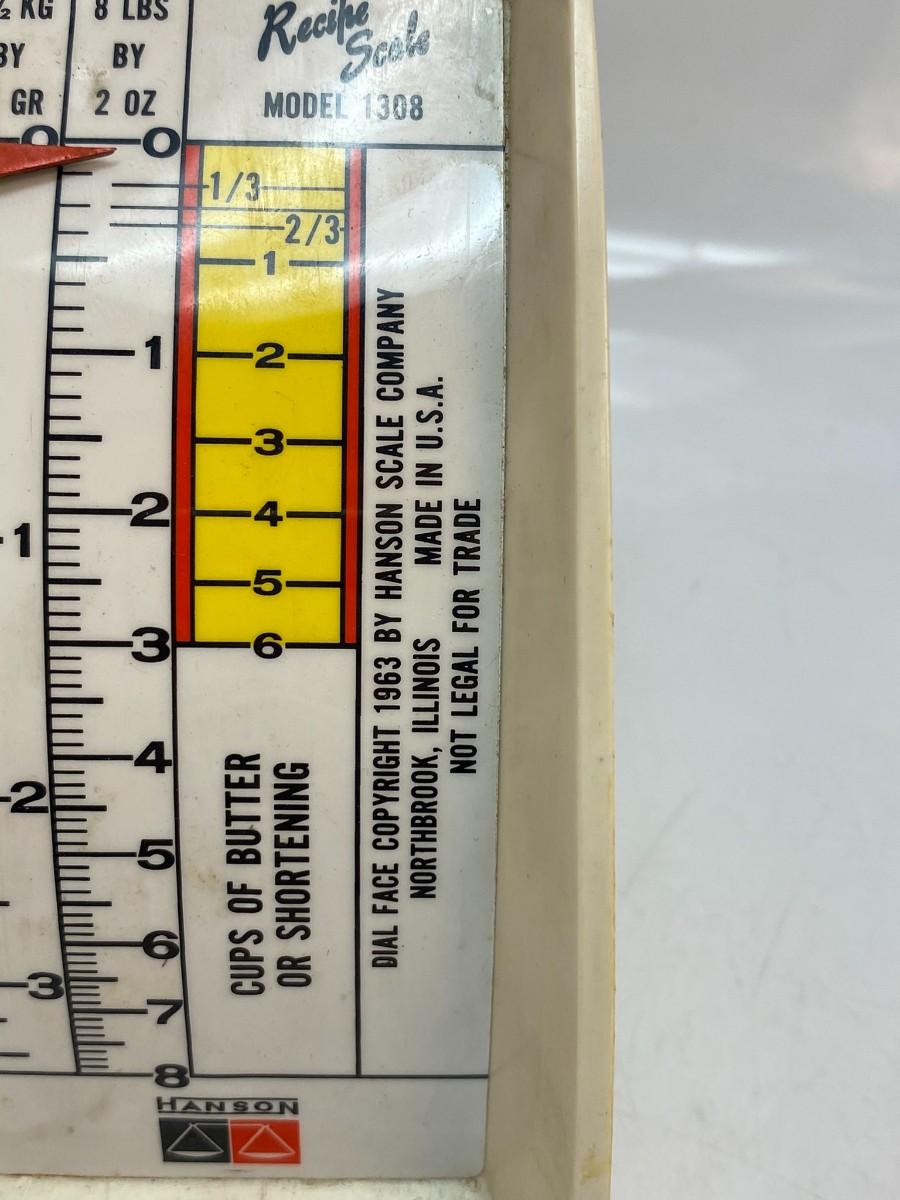 ½ KG
BY
GR
8 LBS
BY
2 OZ
Recipe
Scale
MODEL 1308
0
0
1/3
2/3
1
2
3
4
5
6
1
2
3
4
5
6
7
8
1
2
3
CUPS OF BUTTER
OR SHORTENING
DIAL FACE COPYRIGHT 1963 BY HANSON SCALE COMPANY
NORTHBROOK, ILLINOIS MADE IN U.S.A.
NOT LEGAL FOR TRADE
HANSON